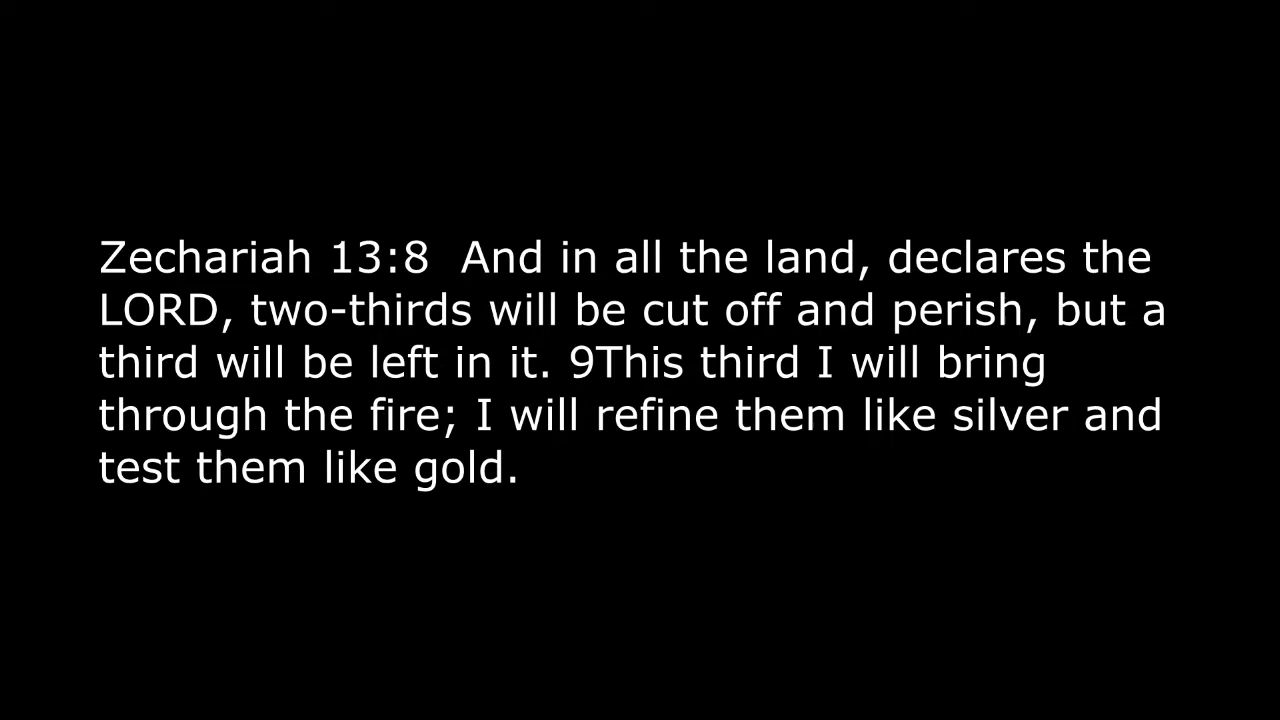 Zechariah 13:8  And in all the land, declares the
LORD, two-thirds will be cut off and perish, but a
third will be left in it. 9This third I will bring
through the fire; I will refine them like silver and
test them like gold.